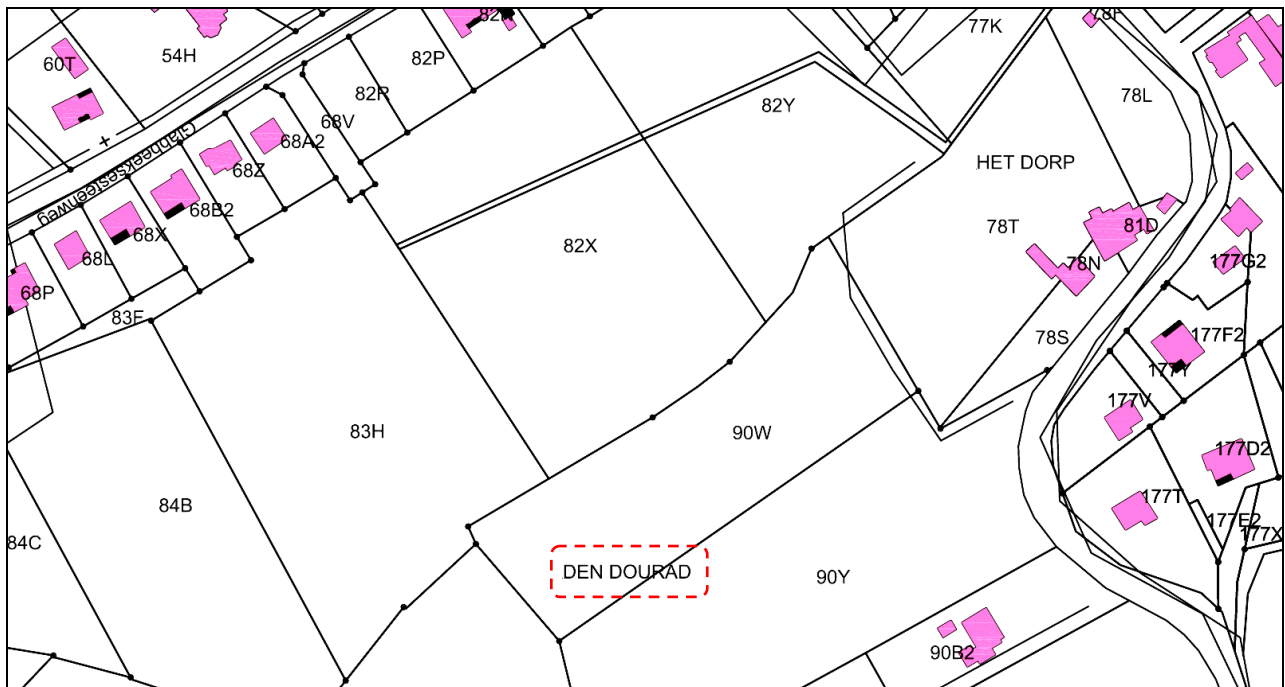 77K
54H
60T
82P
82R
82Y
78L
68V
68A2
Glabbeeksesteenweg
68Z
HET DORP
68B2
68X
78T
81D
82X
68L
78N
177G2
68P
83F
78S
177F2
177Y
177V
83H
90W
177D2
84B
177T
177E2
177X
84C
DEN DOURAD
90Y
90B2